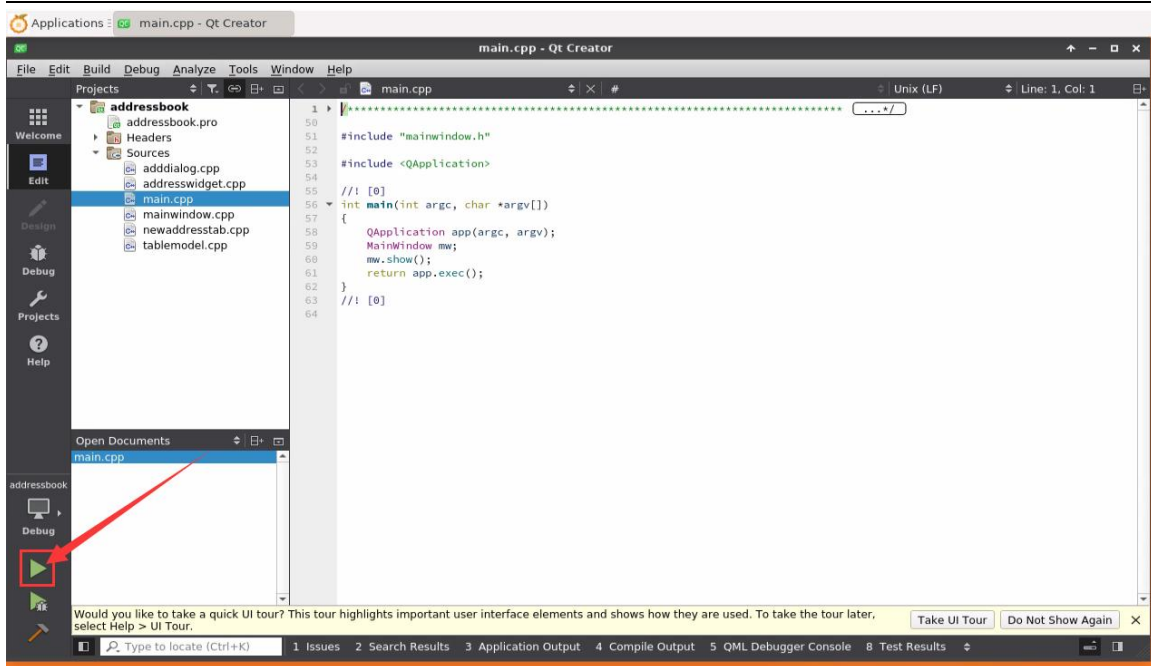 Applications main.cpp - Qt Creator
main.cpp - Qt Creator
File Edit Build Debug Analyze Tools Window Help
Projects
main.cpp # Unix (LF) Line: 1, Col: 1
Welcome
Edit
Design
Debug
Projects
Help
addressbook
addressbook.pro
Headers
Sources
adddialog.cpp
addresswidget.cpp
main.cpp
mainwindow.cpp
newaddresstab.cpp
tablemodel.cpp
1 /**************************************************************************** ...*/
50
51 #include "mainwindow.h"
52
53 #include <QApplication>
54
55 //! [0]
56 int main(int argc, char *argv[])
57 {
58 QApplication app(argc, argv);
59 MainWindow mw;
60 mw.show();
61 return app.exec();
62 }
63 //! [0]
64
Open Documents
main.cpp
addressbook
Debug
Would you like to take a quick UI tour? This tour highlights important user interface elements and shows how they are used. To take the tour later,
select Help > UI Tour.
Take UI Tour Do Not Show Again
Type to locate (Ctrl+K) 1 Issues 2 Search Results 3 Application Output 4 Compile Output 5 QML Debugger Console 8 Test Results